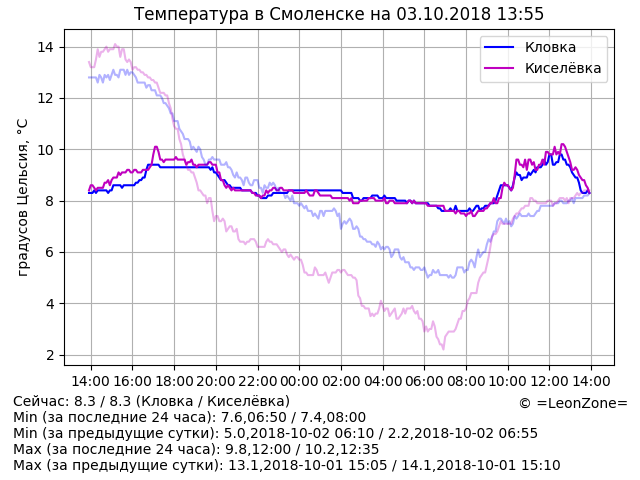 Температура в Смоленске на 03.10.2018 13:55
Кловка
Киселёвка
градусов Цельсия, °C
14
12
10
8
6
4
2
14:00 16:00 18:00 20:00 22:00 00:00 02:00 04:00 06:00 08:00 10:00 12:00 14:00
Сейчас: 8.3 / 8.3 (Кловка / Киселёвка)
© =LeonZone=
Min (за последние 24 часа): 7.6,06:50 / 7.4,08:00
Min (за предыдущие сутки): 5.0,2018-10-02 06:10 / 2.2,2018-10-02 06:55
Max (за последние 24 часа): 9.8,12:00 / 10.2,12:35
Max (за предыдущие сутки): 13.1,2018-10-01 15:05 / 14.1,2018-10-01 15:10